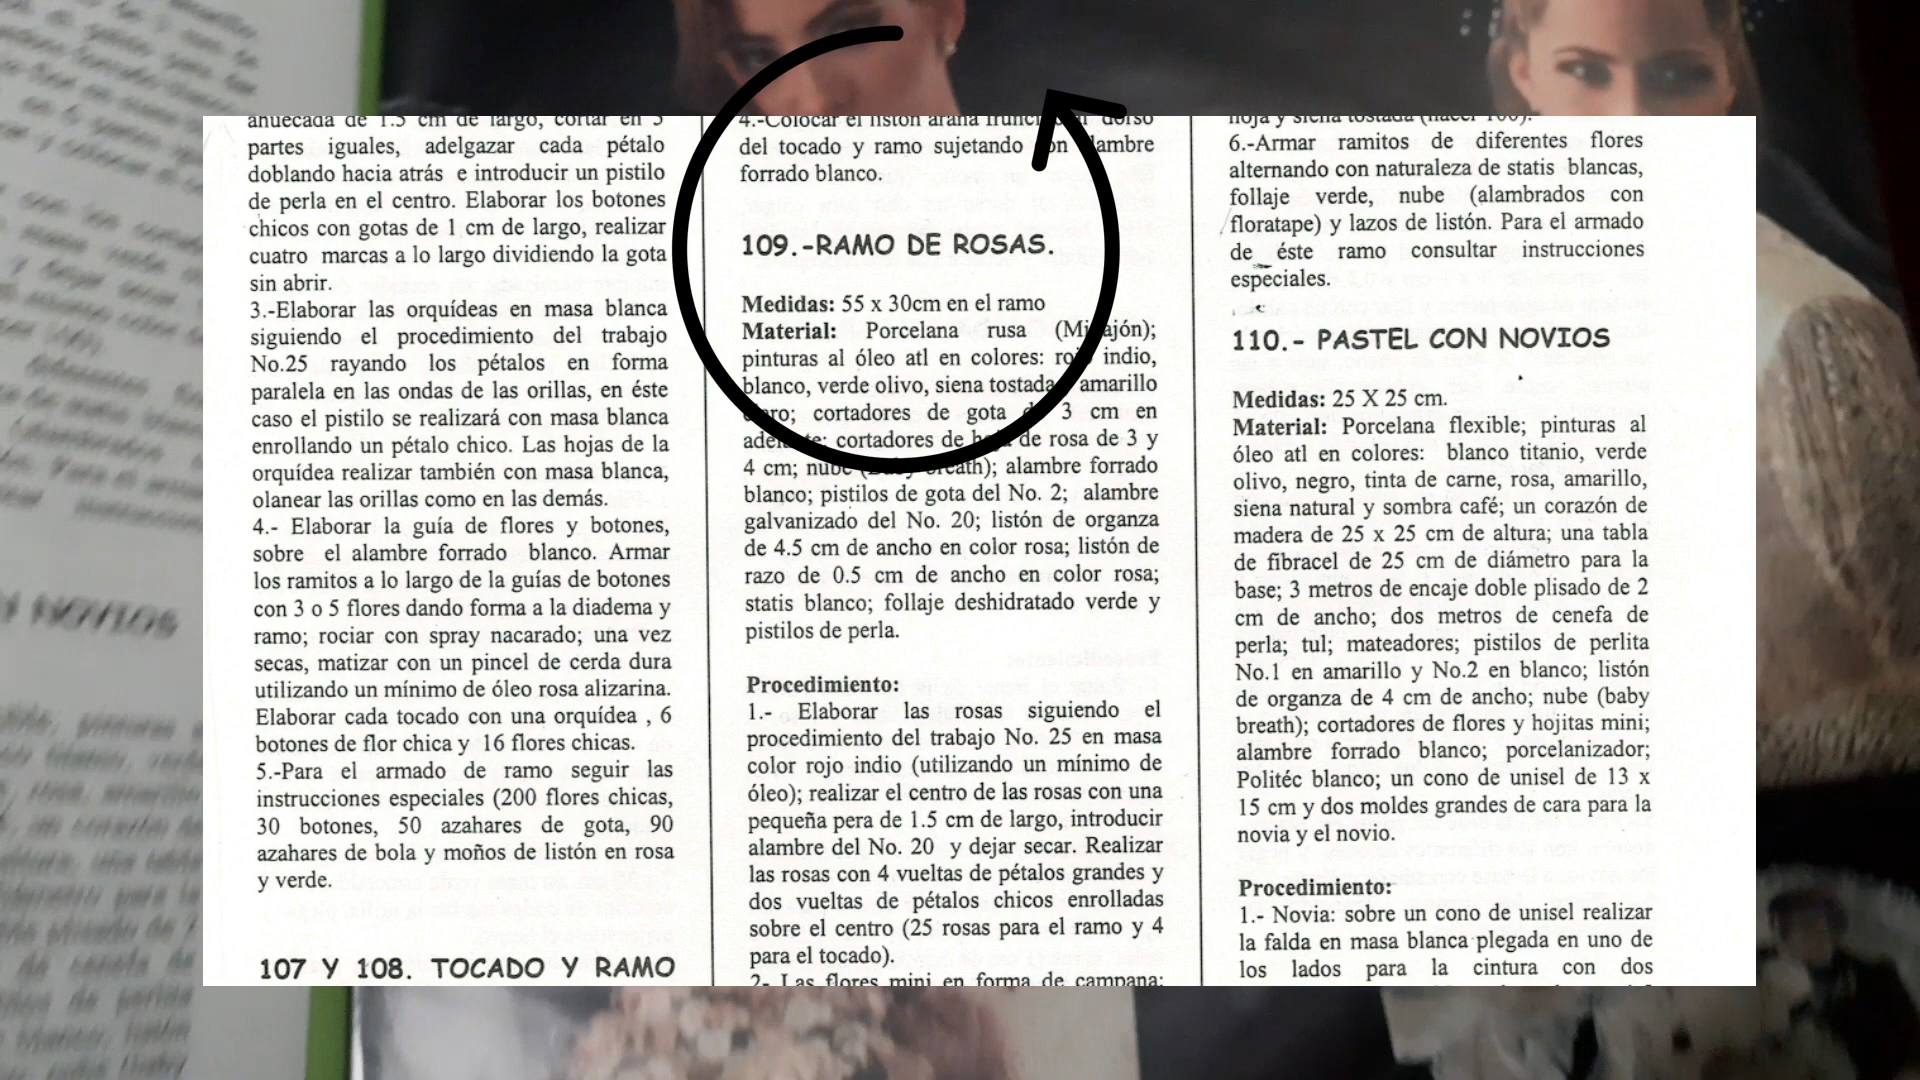 ahuecada de 1.5 cm de largo, cortar en 5
partes iguales, adelgazar cada pétalo
doblando hacia atrás e introducir un pistilo
de perla en el centro. Elaborar los botones
chicos con gotas de 1 cm de largo, realizar
cuatro marcas a lo largo dividiendo la gota
sin abrir.
3.-Elaborar las orquídeas en masa blanca
siguiendo el procedimiento del trabajo
No.25 rayando los pétalos en forma
paralela en las ondas de las orillas, en éste
caso el pistilo se realizará con masa blanca
enrollando un pétalo chico. Las hojas de la
orquídea realizar también con masa blanca,
olanear las orillas como en las demás.
4.- Elaborar la guía de flores y botones,
sobre el alambre forrado blanco. Armar
los ramitos a lo largo de la guías de botones
con 3 o 5 flores dando forma a la diadema y
ramo; rociar con spray nacarado; una vez
secas, matizar con un pincel de cerda dura
utilizando un mínimo de óleo rosa alizarina.
Elaborar cada tocado con una orquídea , 6
botones de flor chica y 16 flores chicas.
5.-Para el armado de ramo seguir las
instrucciones especiales (200 flores chicas,
30 botones, 50 azahares de gota, 90
azahares de bola y moños de listón en rosa
y verde.
107 Y 108. TOCADO Y RAMO
4.-Colocar el listón araña dorso
del tocado y ramo sujetando con alambre
forrado blanco.
109.-RAMO DE ROSAS.
Medidas: 55 x 30cm en el ramo
Material: Porcelana rusa (Migajón);
pinturas al óleo atl en colores: rojo indio,
blanco, verde olivo, siena tostada y amarillo
claro; cortadores de gota de 3 cm en
adelante; cortadores de hoja de rosa de 3 y
4 cm; nube (baby breath); alambre forrado
blanco; pistilos de gota del No. 2; alambre
galvanizado del No. 20; listón de organza
de 4.5 cm de ancho en color rosa; listón de
razo de 0.5 cm de ancho en color rosa;
statis blanco; follaje deshidratado verde y
pistilos de perla.
Procedimiento:
1.- Elaborar las rosas siguiendo el
procedimiento del trabajo No. 25 en masa
color rojo indio (utilizando un mínimo de
óleo); realizar el centro de las rosas con una
pequeña pera de 1.5 cm de largo, introducir
alambre del No. 20 y dejar secar. Realizar
las rosas con 4 vueltas de pétalos grandes y
dos vueltas de pétalos chicos enrolladas
sobre el centro (25 rosas para el ramo y 4
para el tocado).
2- Las flores mini en forma de campana;
hoja y siena tostada (hacer 100).
6.-Armar ramitos de diferentes flores
alternando con naturaleza de statis blancas,
follaje verde, nube (alambrados con
floratape) y lazos de listón. Para el armado
de éste ramo consultar instrucciones
especiales.
110.- PASTEL CON NOVIOS
Medidas: 25 X 25 cm.
Material: Porcelana flexible; pinturas al
óleo atl en colores: blanco titanio, verde
olivo, negro, tinta de carne, rosa, amarillo,
siena natural y sombra café; un corazón de
madera de 25 x 25 cm de altura; una tabla
de fibracel de 25 cm de diámetro para la
base; 3 metros de encaje doble plisado de 2
cm de ancho; dos metros de cenefa de
perla; tul; mateadores; pistilos de perlita
No.1 en amarillo y No.2 en blanco; listón
de organza de 4 cm de ancho; nube (baby
breath); cortadores de flores y hojitas mini;
alambre forrado blanco; porcelanizador;
Politéc blanco; un cono de unisel de 13 x
15 cm y dos moldes grandes de cara para la
novia y el novio.
Procedimiento:
1.- Novia: sobre un cono de unisel realizar
la falda en masa blanca plegada en uno de
los lados para la cintura con dos